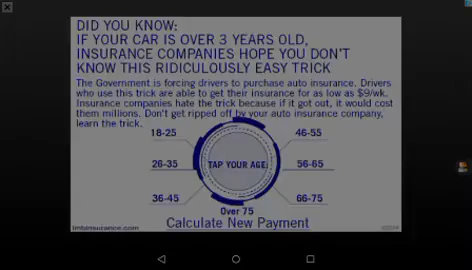 DID YOU KNOW:
IF YOUR CAR IS OVER 3 YEARS OLD,
INSURANCE COMPANIES HOPE YOU DON'T
KNOW THIS RIDICULOUSLY EASY TRICK
The Government is forcing drivers to purchase auto insurance. Drivers
who use this trick are able to get their insurance for as low as $9/wk.
Insurance companies hate the trick because if it got out, it would cost
them millions. Don't get ripped off by your auto insurance company,
learn the trick.
18-25
46-55
26-35
TAP YOUR AGE
56-65
36-45
66-75
Over 75
Calculate New Payment